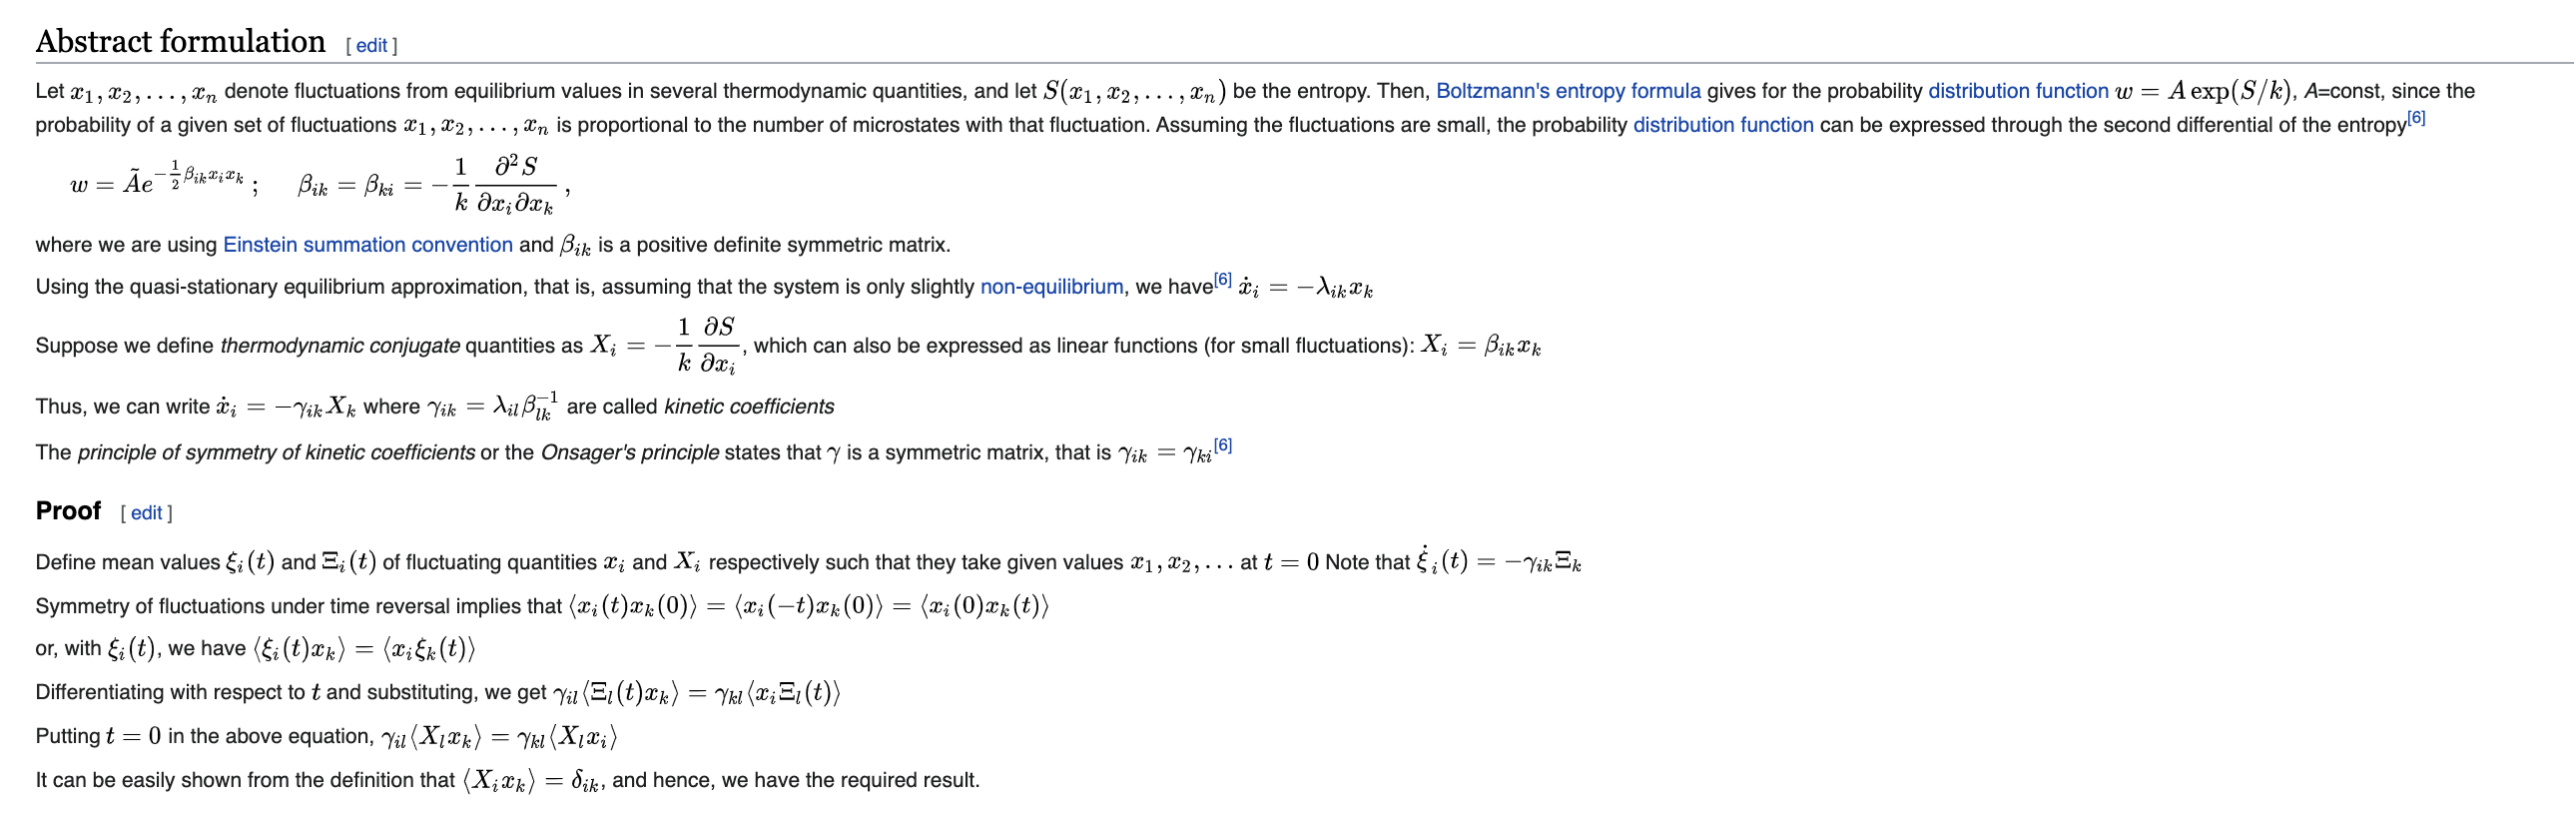 Abstract formulation [ edit ]
Let x₁, x₂, . . . , xₙ denote fluctuations from equilibrium values in several thermodynamic quantities, and let S(x₁, x₂, . . . , xₙ) be the entropy. Then, Boltzmann's entropy formula gives for the probability distribution function w = A exp(S/k), A=const, since the
probability of a given set of fluctuations x₁, x₂, . . . , xₙ is proportional to the number of microstates with that fluctuation. Assuming the fluctuations are small, the probability distribution function can be expressed through the second differential of the entropy[6]
$w = \tilde{A}e^{-\frac{1}{2}\beta_{ik}x_i x_k}\,; \quad \beta_{ik} = \beta_{ki} = -\frac{1}{k}\frac{\partial^2 S}{\partial x_i \partial x_k}\,,$
where we are using Einstein summation convention and $\beta_{ik}$ is a positive definite symmetric matrix.
Using the quasi-stationary equilibrium approximation, that is, assuming that the system is only slightly non-equilibrium, we have[6] $\dot{x}_i = -\lambda_{ik}x_k$
Suppose we define thermodynamic conjugate quantities as $X_i = -\frac{1}{k}\frac{\partial S}{\partial x_i}$, which can also be expressed as linear functions (for small fluctuations): $X_i = \beta_{ik}x_k$
Thus, we can write $\dot{x}_i = -\gamma_{ik}X_k$ where $\gamma_{ik} = \lambda_{il}\beta_{lk}^{-1}$ are called kinetic coefficients
The principle of symmetry of kinetic coefficients or the Onsager's principle states that $\gamma$ is a symmetric matrix, that is $\gamma_{ik} = \gamma_{ki}$[6]
Proof [ edit ]
Define mean values $\xi_i(t)$ and $\Xi_i(t)$ of fluctuating quantities $x_i$ and $X_i$ respectively such that they take given values $x_1, x_2, \ldots$ at $t = 0$ Note that $\dot{\xi}_i(t) = -\gamma_{ik}\Xi_k$
Symmetry of fluctuations under time reversal implies that $\langle x_i(t)x_k(0)\rangle = \langle x_i(-t)x_k(0)\rangle = \langle x_i(0)x_k(t)\rangle$
or, with $\xi_i(t)$, we have $\langle \xi_i(t)x_k\rangle = \langle x_i\xi_k(t)\rangle$
Differentiating with respect to $t$ and substituting, we get $\gamma_{il}\langle \Xi_l(t)x_k\rangle = \gamma_{kl}\langle x_i\Xi_l(t)\rangle$
Putting $t = 0$ in the above equation, $\gamma_{il}\langle X_l x_k\rangle = \gamma_{kl}\langle X_l x_i\rangle$
It can be easily shown from the definition that $\langle X_i x_k\rangle = \delta_{ik}$, and hence, we have the required result.